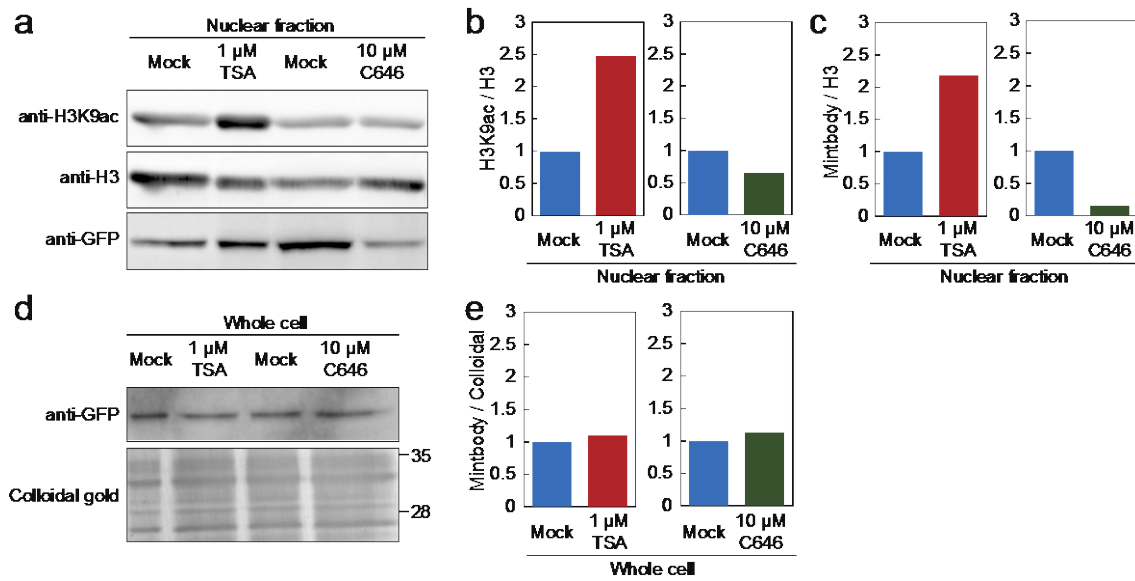 a
Nuclear fraction
Mock
1 µM
TSA
Mock
10 µM
C646
anti-H3K9ac
anti-H3
anti-GFP
b
H3K9ac / H3
3
2.5
2
1.5
1
0.5
0
Mock
1 µM
TSA
3
2.5
2
1.5
1
0.5
0
Mock
10 µM
C646
Nuclear fraction
c
Mintbody / H3
3
2.5
2
1.5
1
0.5
0
Mock
1 µM
TSA
3
2.5
2
1.5
1
0.5
0
Mock
10 µM
C646
Nuclear fraction
d
Whole cell
Mock
1 µM
TSA
Mock
10 µM
C646
anti-GFP
Colloidal gold
35
28
e
Mintbody / Colloidal
3
2.5
2
1.5
1
0.5
0
Mock
1 µM
TSA
3
2.5
2
1.5
1
0.5
0
Mock
10 µM
C646
Whole cell